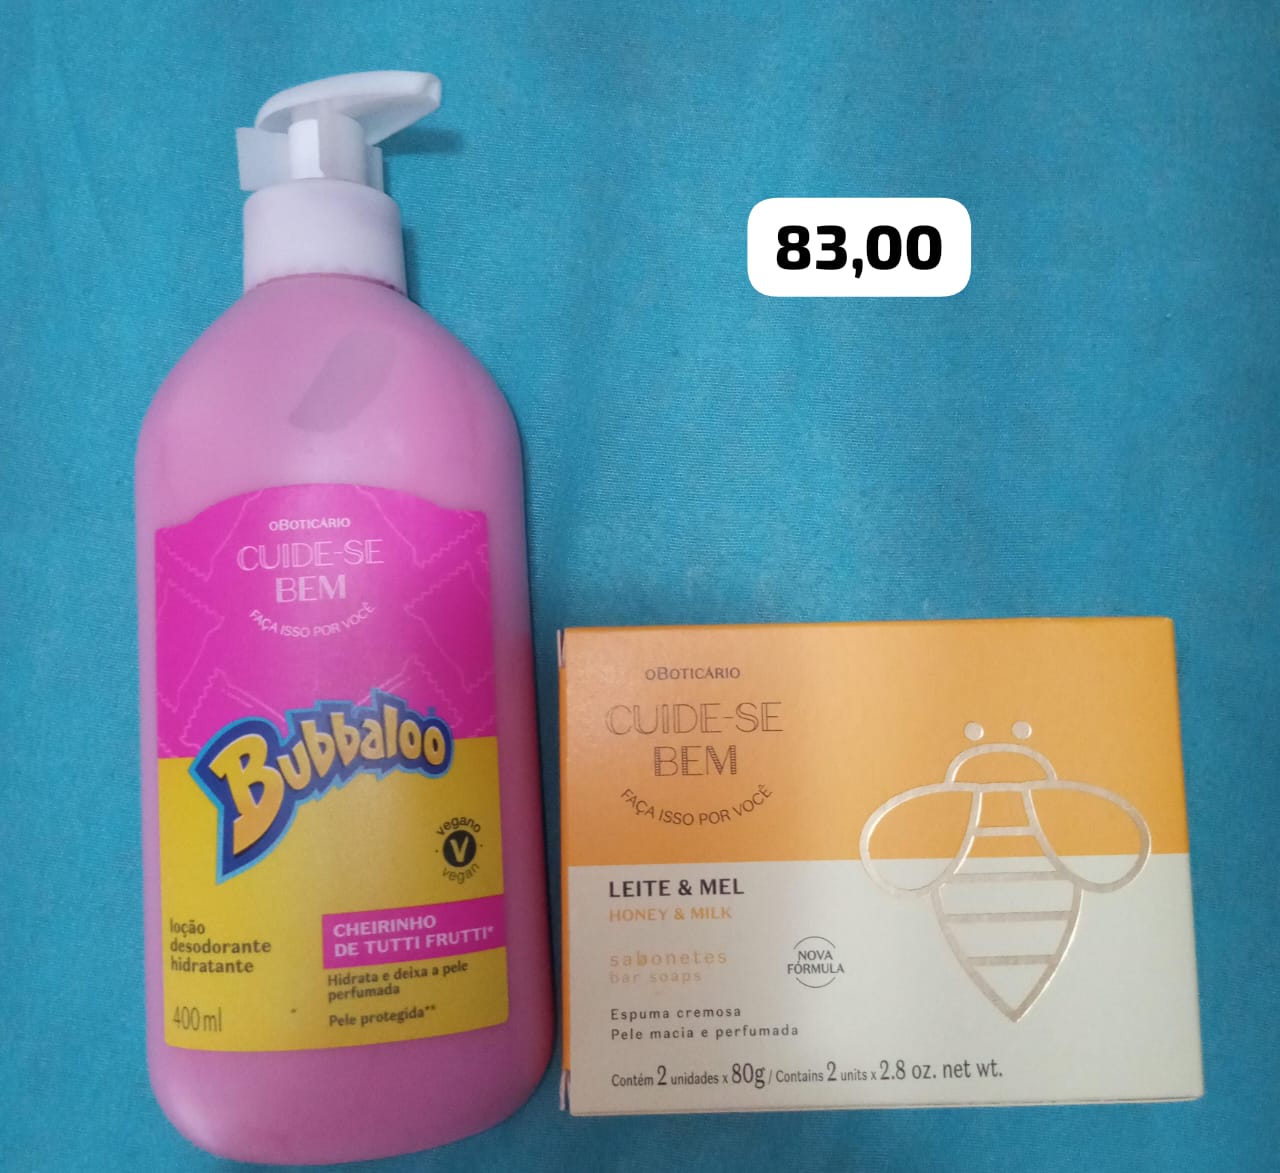 83,00
oBOTICÁRIO
CUIDE-SE
BEM
FAÇA ISSO POR VOCÊ
Bubbaloo
vegano
V
vegan
loção
desodorante
hidratante
400ml
CHEIRINHO
DE TUTTI FRUTTI*
Hidrata e deixa a pele
perfumada
Pele protegida**
oBOTICÁRIO
CUIDE-SE
BEM
FAÇA ISSO POR VOCÊ
LEITE & MEL
HONEY & MILK
sabonetes
bar soaps
NOVA
FÓRMULA
Espuma cremosa
Pele macia e perfumada
Contém 2 unidades x 80g / Contains 2 units x 2.8 oz. net wt.